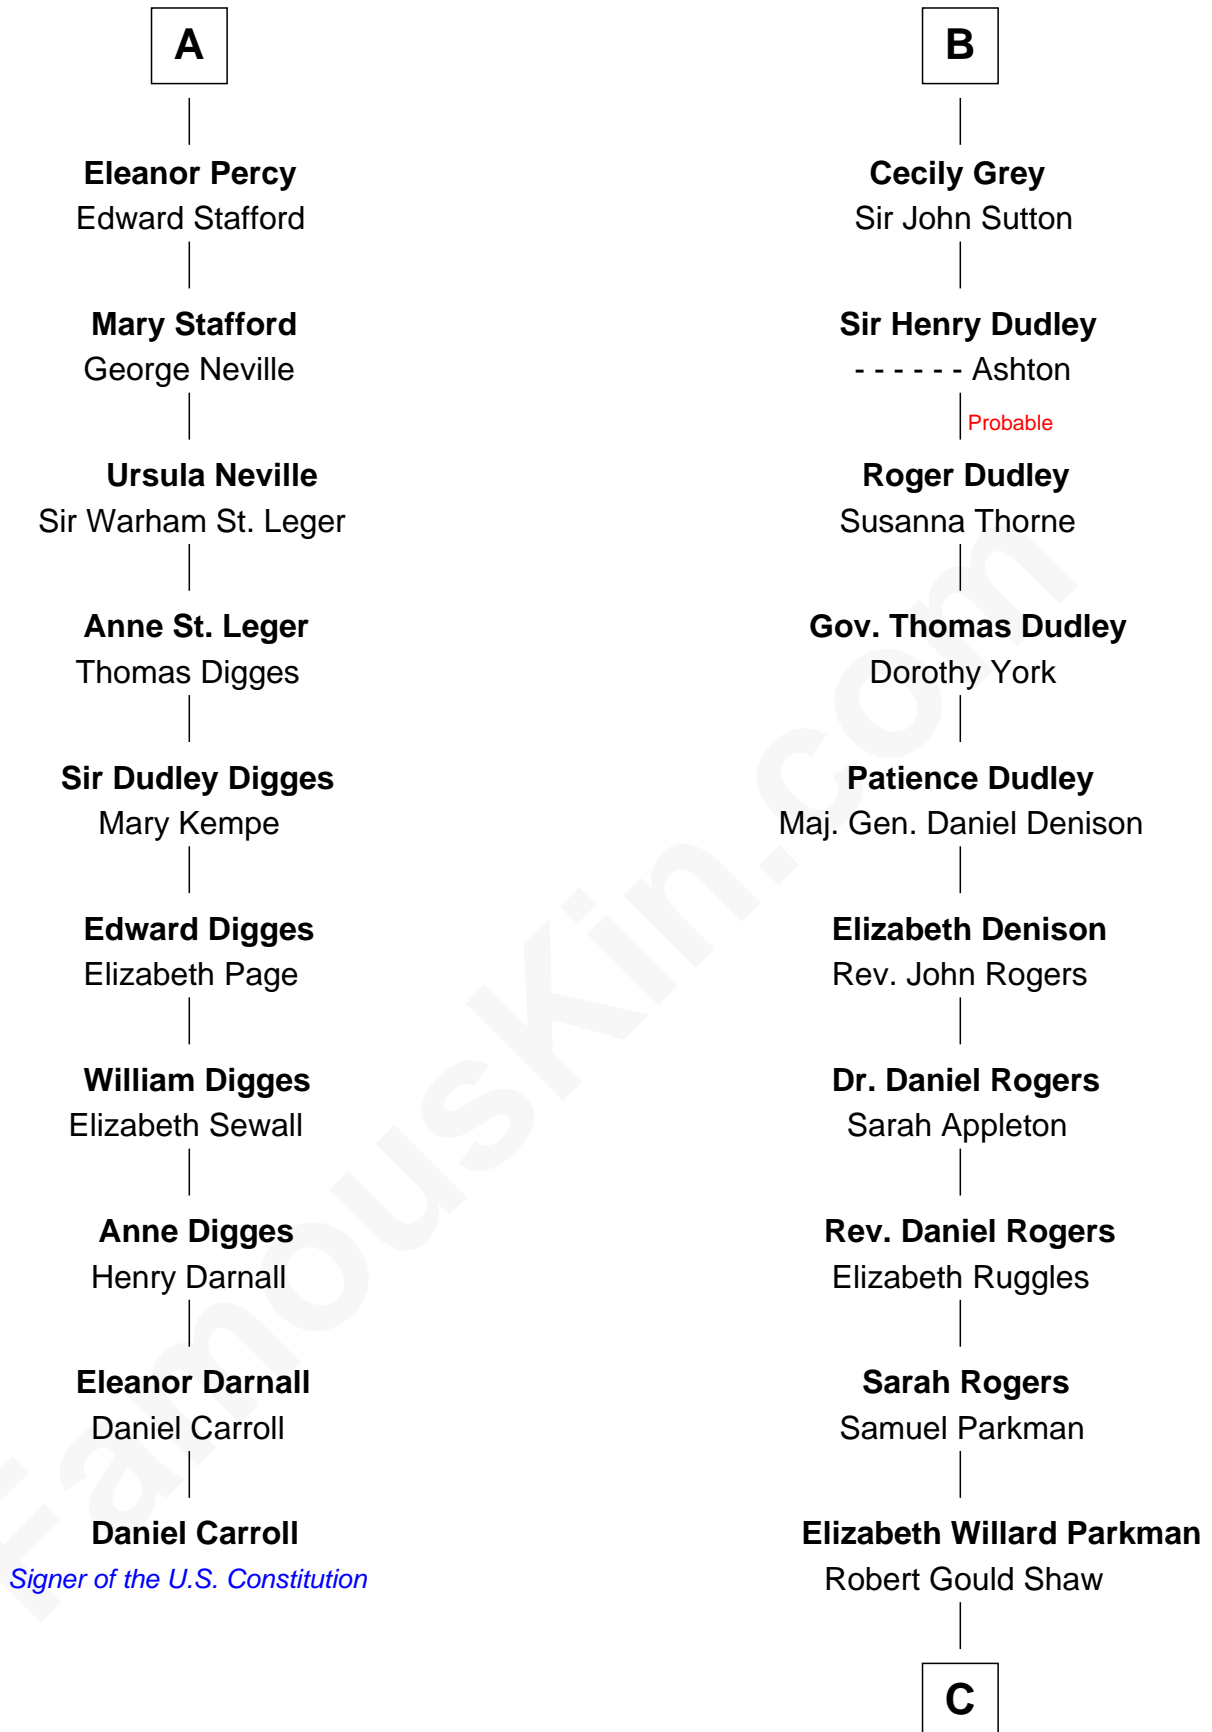 A
Eleanor Percy
Edward Stafford
Mary Stafford
George Neville
Ursula Neville
Sir Warham St. Leger
Anne St. Leger
Thomas Digges
Sir Dudley Digges
Mary Kempe
Edward Digges
Elizabeth Page
William Digges
Elizabeth Sewall
Anne Digges
Henry Darnall
Eleanor Darnall
Daniel Carroll
Daniel Carroll
Signer of the U.S. Constitution
B
Cecily Grey
Sir John Sutton
Sir Henry Dudley
- - - - - - Ashton
Probable
Roger Dudley
Susanna Thorne
Gov. Thomas Dudley
Dorothy York
Patience Dudley
Maj. Gen. Daniel Denison
Elizabeth Denison
Rev. John Rogers
Dr. Daniel Rogers
Sarah Appleton
Rev. Daniel Rogers
Elizabeth Ruggles
Sarah Rogers
Samuel Parkman
Elizabeth Willard Parkman
Robert Gould Shaw
C
FamousKin.com